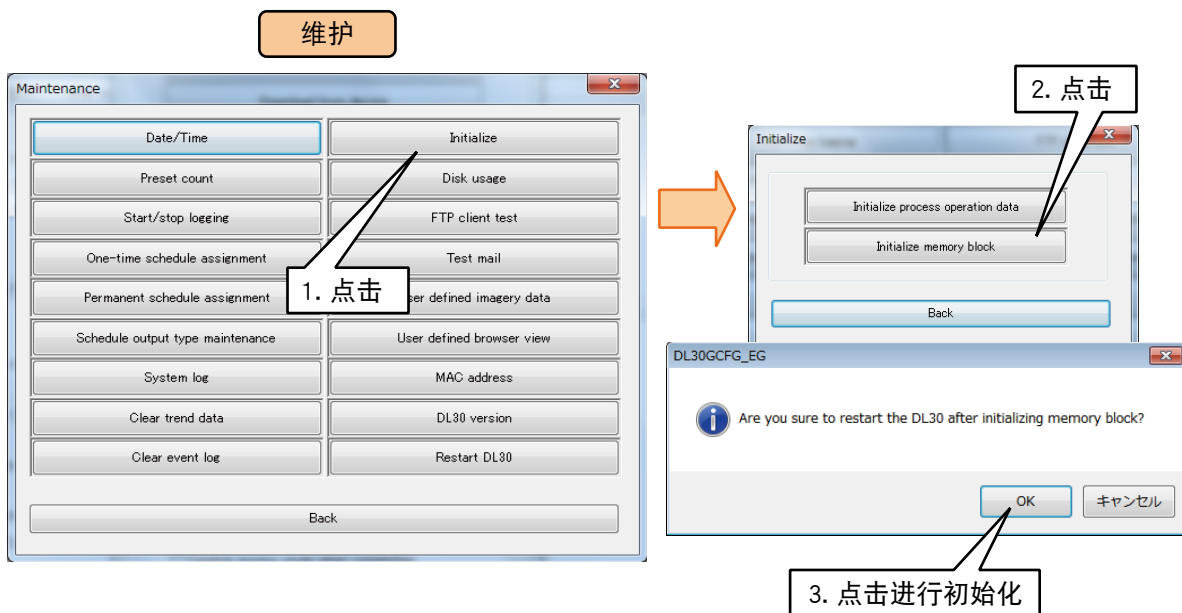 维护
Maintenance
Date/Time
Initialize
Preset count
Disk usage
Start/stop logging
FTP client test
One-time schedule assignment
Test mail
Permanent schedule assignment
ser defined imagery data
Schedule output type maintenance
User defined browser view
System log
MAC address
Clear trend data
DL30 version
Clear event log
Restart DL30
Back
1. 点击
2. 点击
Initialize
Initialize process operation data
Initialize memory block
Back
DL30GCFG_EG
Are you sure to restart the DL30 after initializing memory block?
OK
キャンセル
3. 点击进行初始化